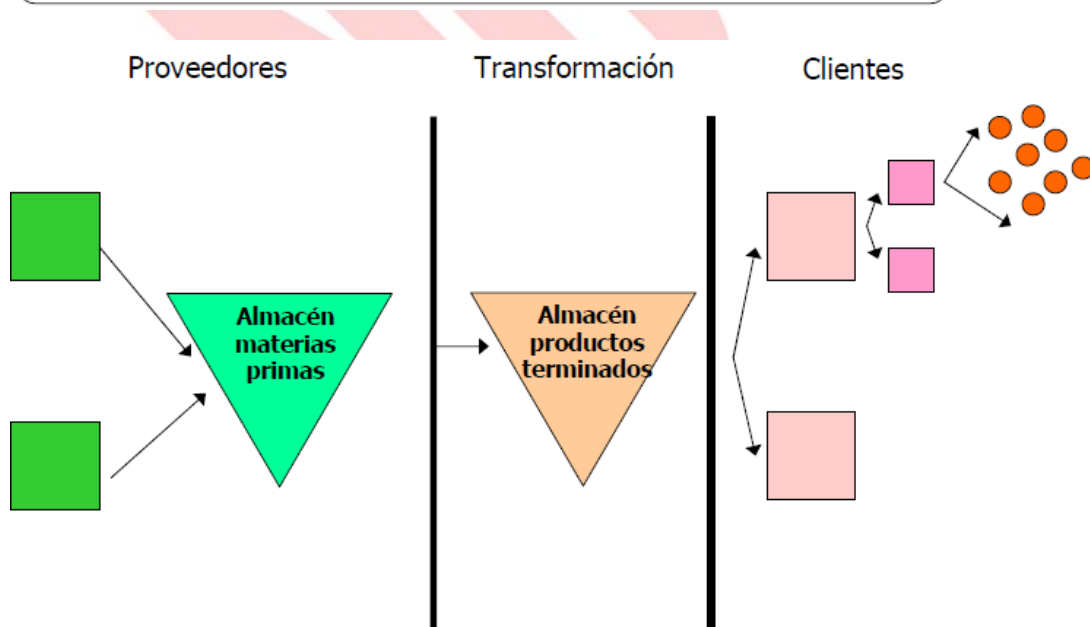 Proveedores
Transformación
Clientes
Almacén
materias
primas
Almacén
productos
terminados